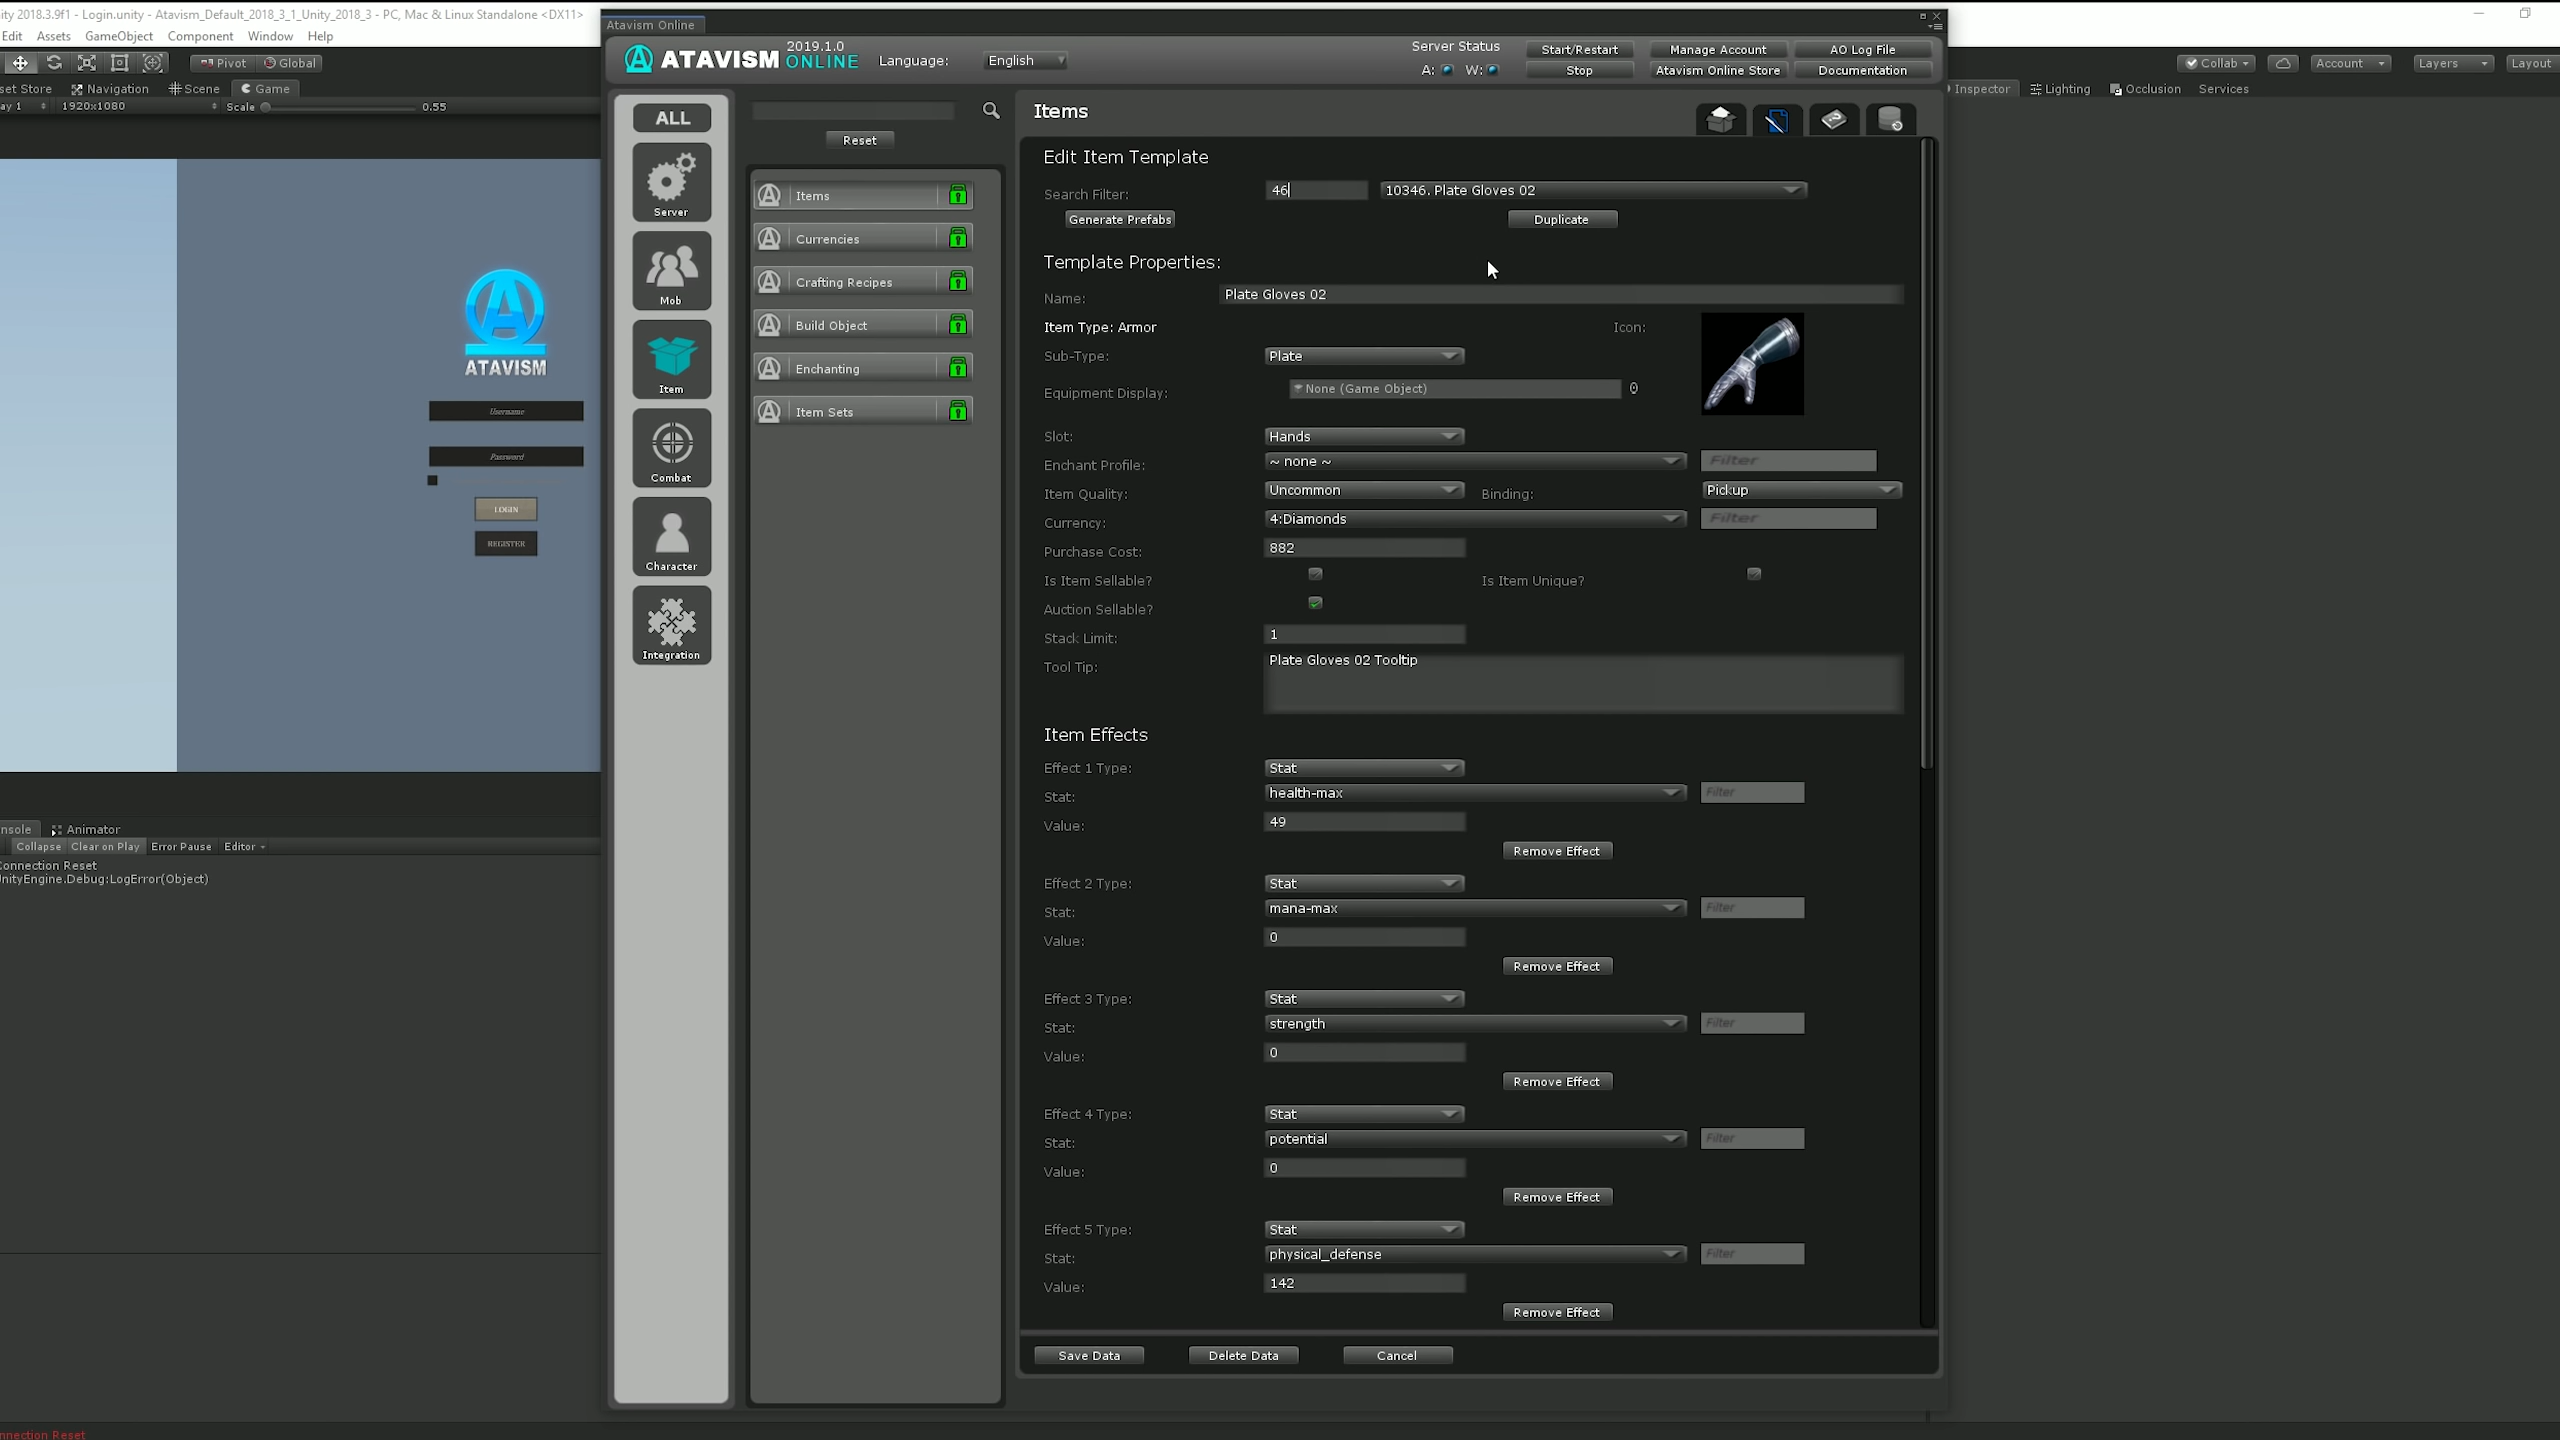 ity 2018.3.9f1 - Login.unity - Atavism_Default_2018_3_1_Unity_2018_3 - PC, Mac & Linux Standalone <DX11>
Edit Assets GameObject Component Window Help
Pivot Global
Collab Account Layers Layout
set Store Navigation Scene Game
Inspector Lighting Occlusion Services
ay 1 1920x1080 Scale 0.55
ATAVISM
Username
Password
LOGIN
REGISTER
nsole Animator
Collapse Clear on Play Error Pause Editor
Connection Reset
UnityEngine.Debug:LogError(Object)
nnection Reset
Atavism Online
ATAVISM 2019.1.0 ONLINE
Language: English
Server Status
A: W:
Start/Restart Manage Account AO Log File
Stop Atavism Online Store Documentation
ALL
Server
Mob
Item
Combat
Character
Integration
Reset
Items
Currencies
Crafting Recipes
Build Object
Enchanting
Item Sets
Items
Edit Item Template
Search Filter: 46 10346. Plate Gloves 02
Generate Prefabs Duplicate
Template Properties:
Name: Plate Gloves 02
Item Type: Armor Icon:
Sub-Type: Plate
Equipment Display: None (Game Object)
Slot: Hands
Enchant Profile: ~ none ~ Filter
Item Quality: Uncommon Binding: Pickup
Currency: 4:Diamonds Filter
Purchase Cost: 882
Is Item Sellable? Is Item Unique?
Auction Sellable?
Stack Limit: 1
Tool Tip: Plate Gloves 02 Tooltip
Item Effects
Effect 1 Type: Stat
Stat: health-max Filter
Value: 49
Remove Effect
Effect 2 Type: Stat
Stat: mana-max Filter
Value: 0
Remove Effect
Effect 3 Type: Stat
Stat: strength Filter
Value: 0
Remove Effect
Effect 4 Type: Stat
Stat: potential Filter
Value: 0
Remove Effect
Effect 5 Type: Stat
Stat: physical_defense Filter
Value: 142
Remove Effect
Save Data Delete Data Cancel